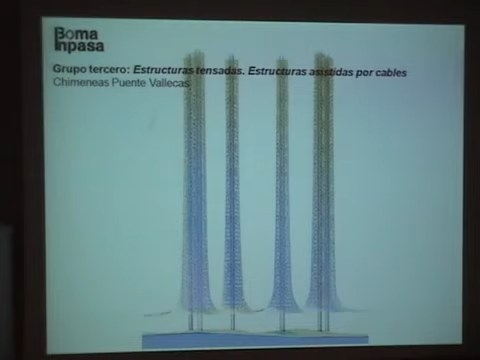 Boma
Inpasa
Grupo tercero: Estructuras tensadas. Estructuras asistidas por cables
Chimeneas Puente Vallecas